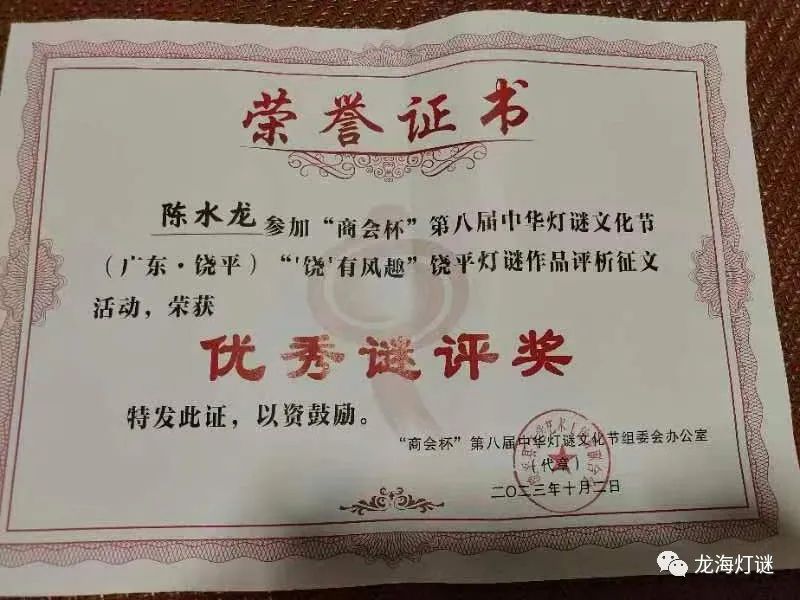 荣誉证书
陈水龙参加“商会杯”第八届中华灯谜文化节
（广东·饶平）“‘饶’有风趣”饶平灯谜作品评析征文
活动，荣获
优秀谜评奖
特发此证，以资鼓励。
“商会杯”第八届中华灯谜文化节组委会办公室
（代章）
二〇二三年十月二日
龙海灯谜